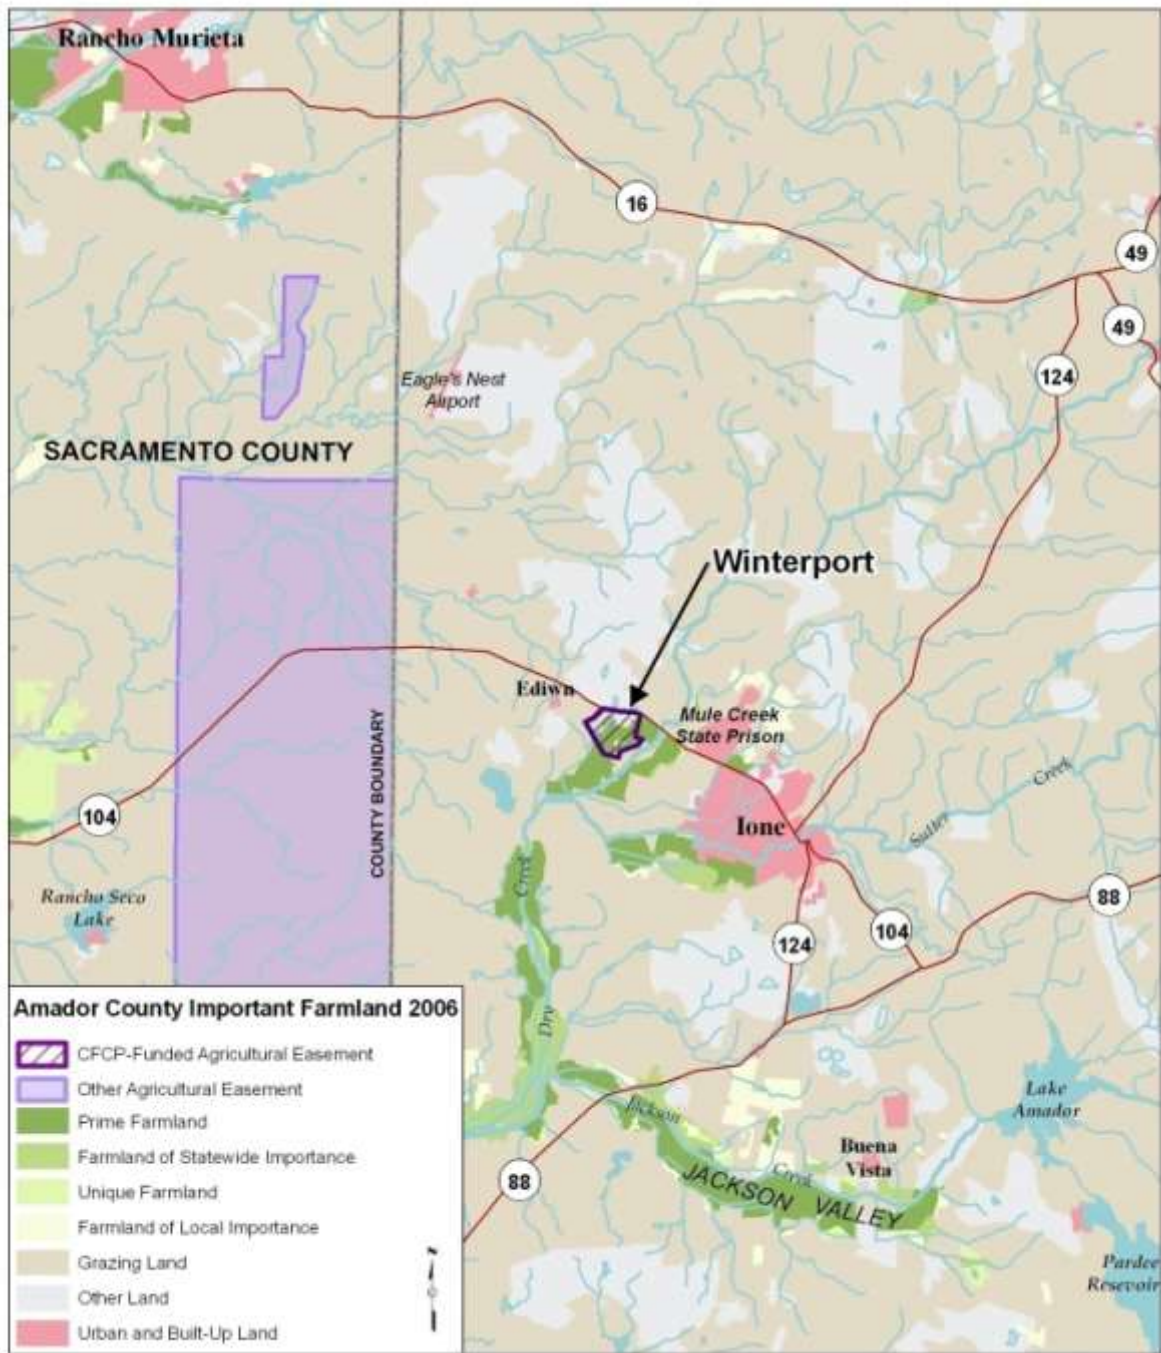 Rancho Murieta
16
49
49
124
Eagle's Nest
Airport
SACRAMENTO COUNTY
Winterport
Ediwn
Mule Creek
State Prison
COUNTY BOUNDARY
104
Ione
Sutter
Creek
Creek
Rancho Seco
Lake
88
124
104
Dry
Lake
Amador
Jackson
Creek
Buena
Vista
JACKSON VALLEY
88
Pardee
Resevoir
Amador County Important Farmland 2006
CFCP-Funded Agricultural Easement
Other Agricultural Easement
Prime Farmland
Farmland of Statewide Importance
Unique Farmland
Farmland of Local Importance
Grazing Land
Other Land
Urban and Built-Up Land